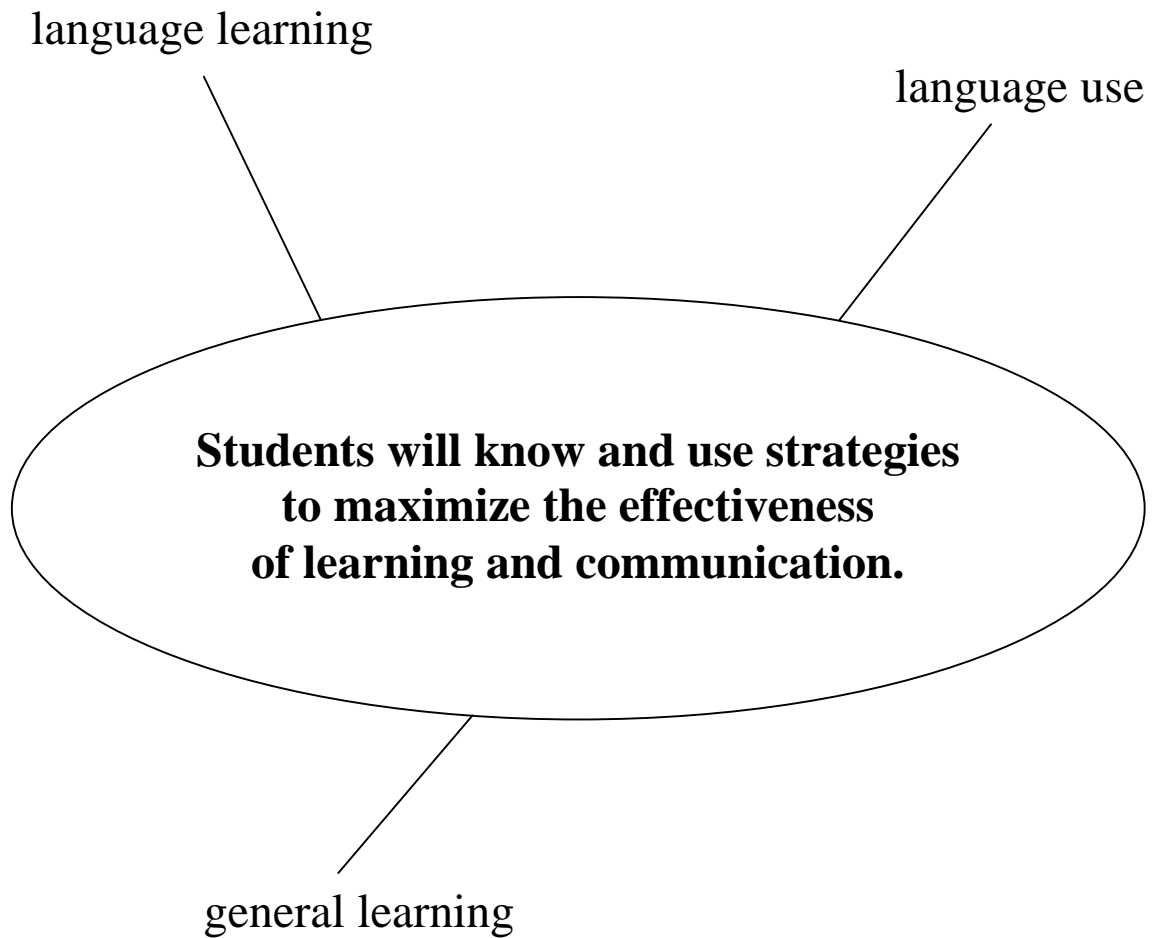 language learning
language use
Students will know and use strategies
to maximize the effectiveness
of learning and communication.
general learning